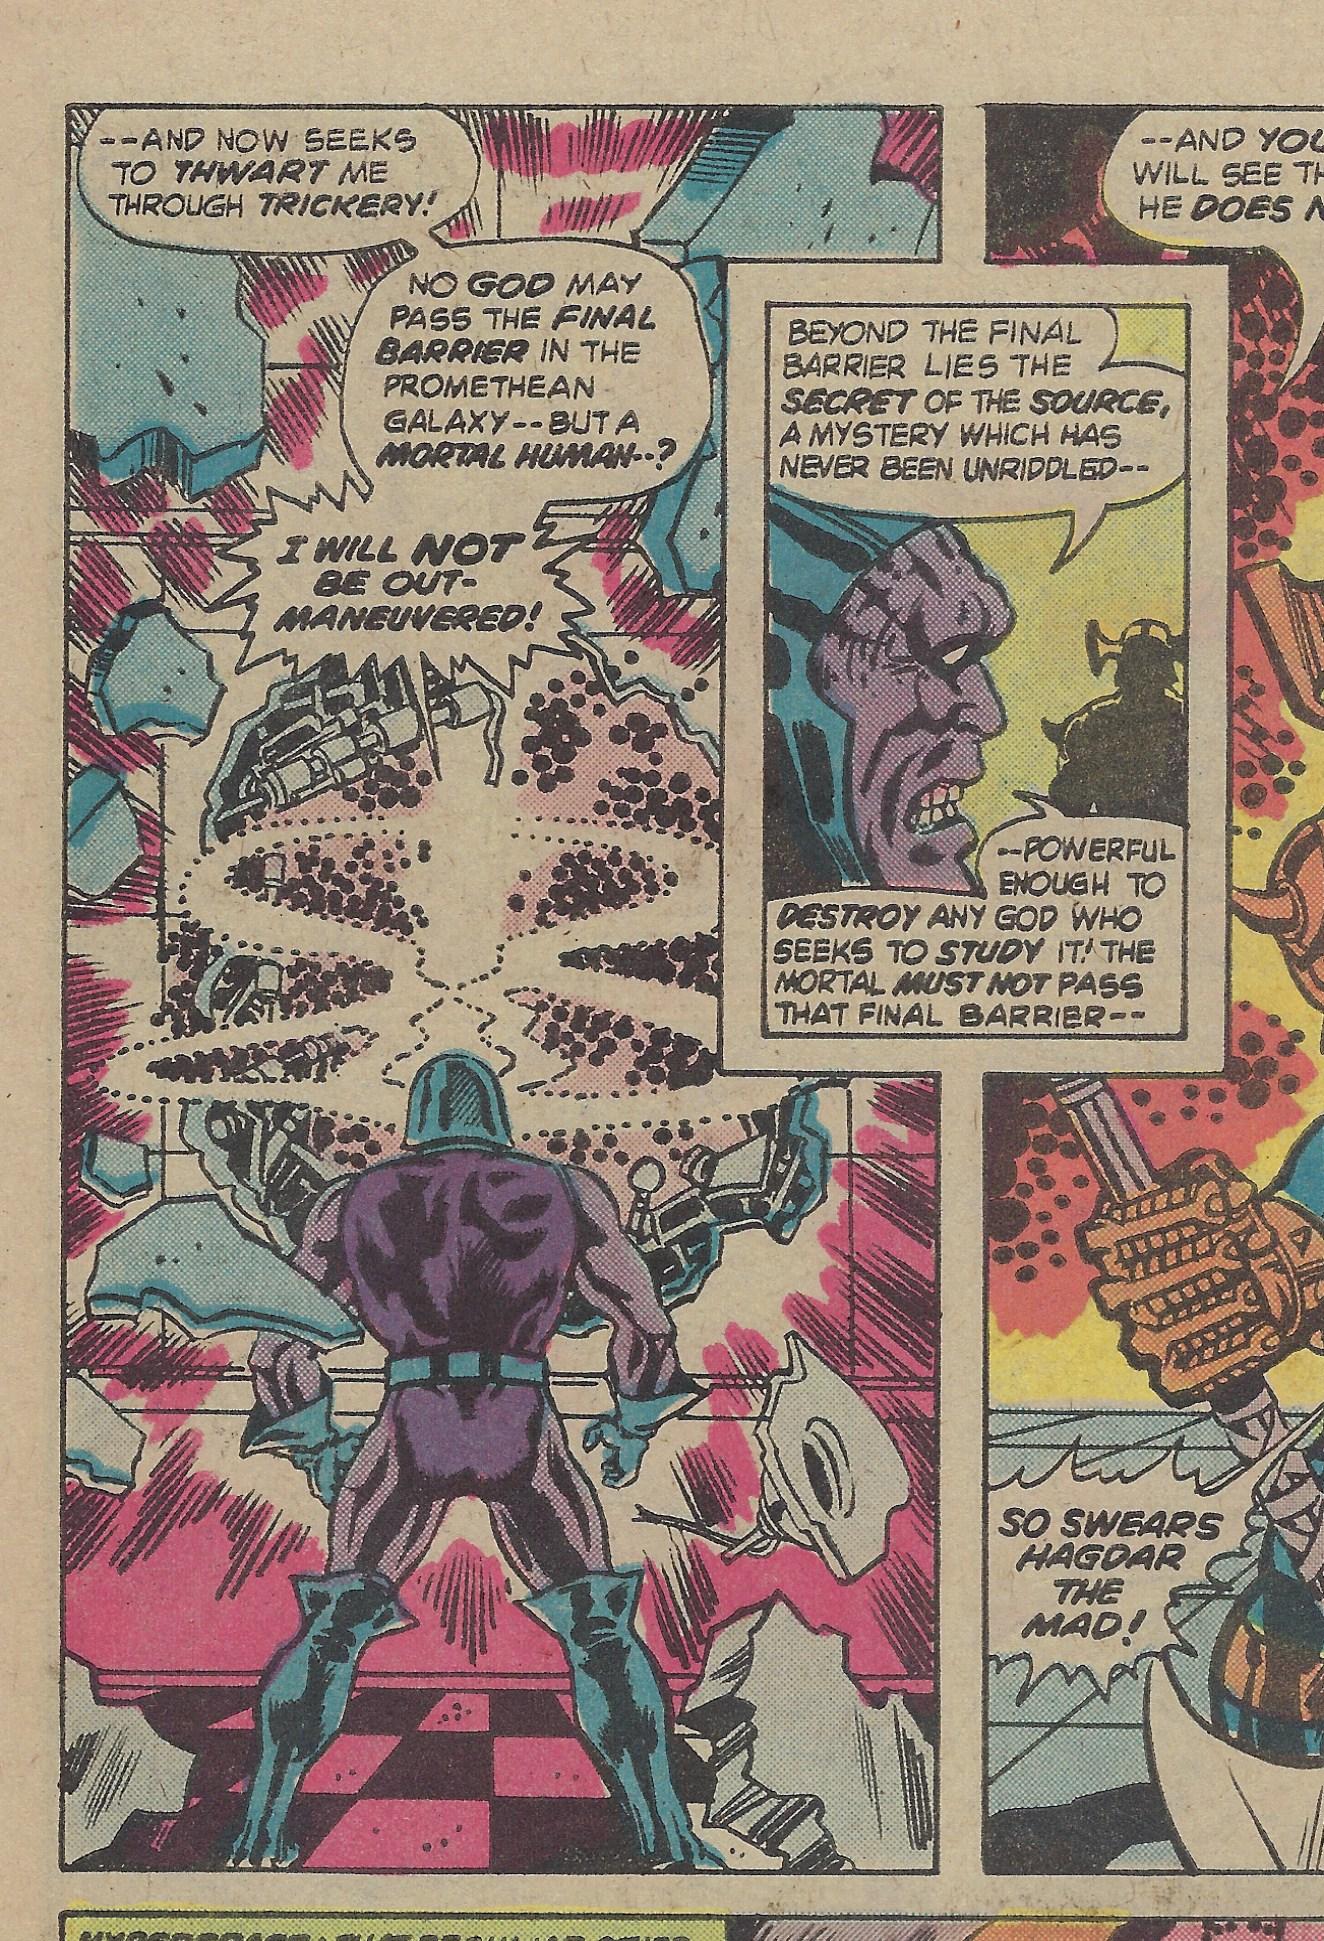 --AND NOW SEEKS
TO THWART ME
THROUGH TRICKERY!
NO GOD MAY
PASS THE FINAL
BARRIER IN THE
PROMETHEAN
GALAXY--BUT A
MORTAL HUMAN--?
I WILL NOT
BE OUT-
MANEUVERED!
BEYOND THE FINAL
BARRIER LIES THE
SECRET OF THE SOURCE,
A MYSTERY WHICH HAS
NEVER BEEN UNRIDDLED--
--POWERFUL
ENOUGH TO
DESTROY ANY GOD WHO
SEEKS TO STUDY IT! THE
MORTAL MUST NOT PASS
THAT FINAL BARRIER--
--AND YOU
WILL SEE TH
HE DOES N
SO SWEARS
HAGDAR
THE
MAD!